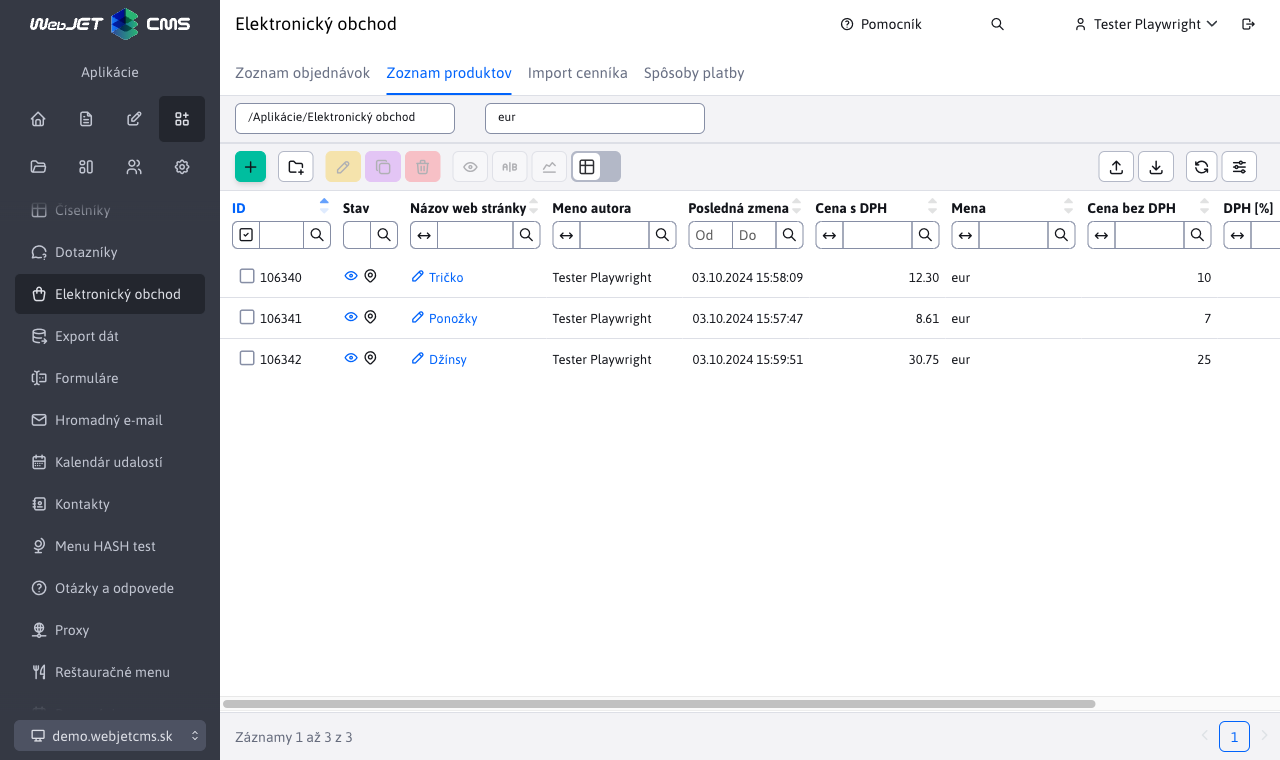 WebJET CMS
Aplikácie
Číselníky
Dotazníky
Elektronický obchod
Export dát
Formuláre
Hromadný e-mail
Kalendár udalostí
Kontakty
Menu HASH test
Otázky a odpovede
Proxy
Reštauračné menu
demo.webjetcms.sk
Elektronický obchod
Pomocník
Tester Playwright
Zoznam objednávok Zoznam produktov Import cenníka Spôsoby platby
/Aplikácie/Elektronický obchod eur
A|B
ID Stav Názov web stránky Meno autora Posledná zmena Cena s DPH Mena Cena bez DPH DPH [%]
Od Do
106340 Tričko Tester Playwright 03.10.2024 15:58:09 12.30 eur 10
106341 Ponožky Tester Playwright 03.10.2024 15:57:47 8.61 eur 7
106342 Džínsy Tester Playwright 03.10.2024 15:59:51 30.75 eur 25
Záznamy 1 až 3 z 3
1